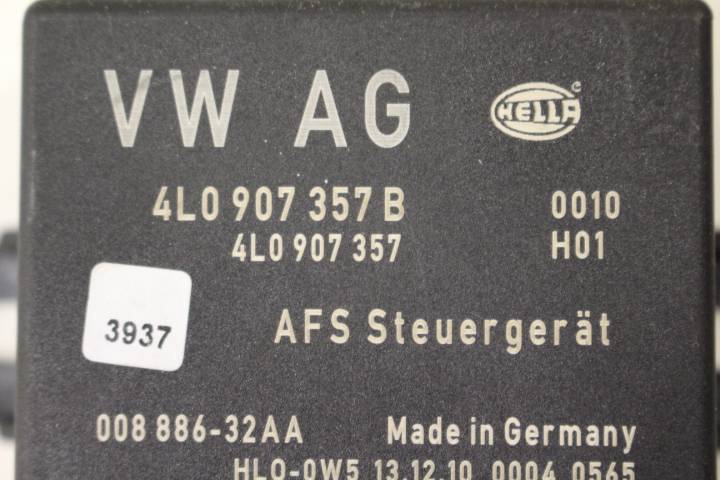 VW AG HELLA
4L0 907 357 B 0010
4L0 907 357 H01
3937
AFS Steuergerät
008 886-32AA Made in Germany
HLO-0W5 13.12.10 0004 0565